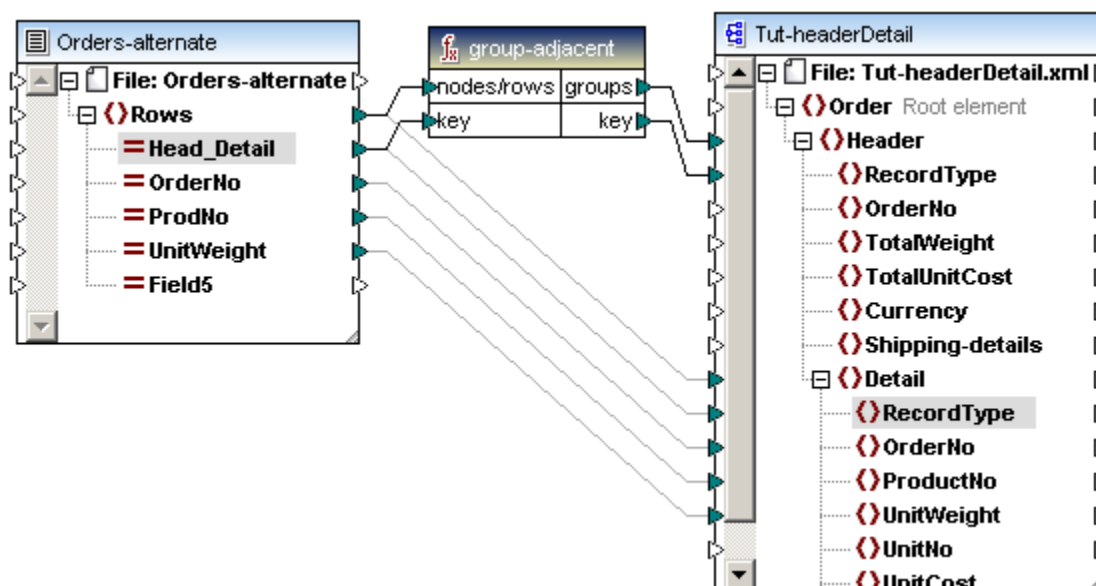 Orders-alternate
File: Orders-alternate
Rows
Head_Detail
OrderNo
ProdNo
UnitWeight
Field5
fx group-adjacent
nodes/rows groups
key key
Tut-headerDetail
File: Tut-headerDetail.xml
Order Root element
Header
RecordType
OrderNo
TotalWeight
TotalUnitCost
Currency
Shipping-details
Detail
RecordType
OrderNo
ProductNo
UnitWeight
UnitNo
UnitCost